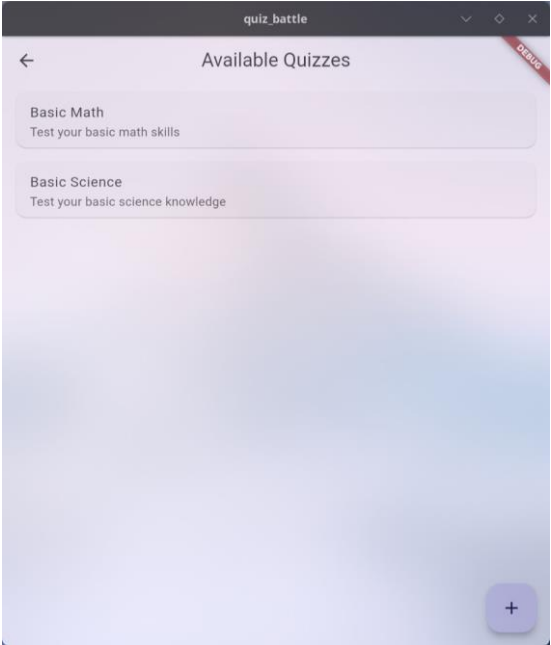 quiz_battle
DEBUG
Available Quizzes
Basic Math
Test your basic math skills
Basic Science
Test your basic science knowledge
+